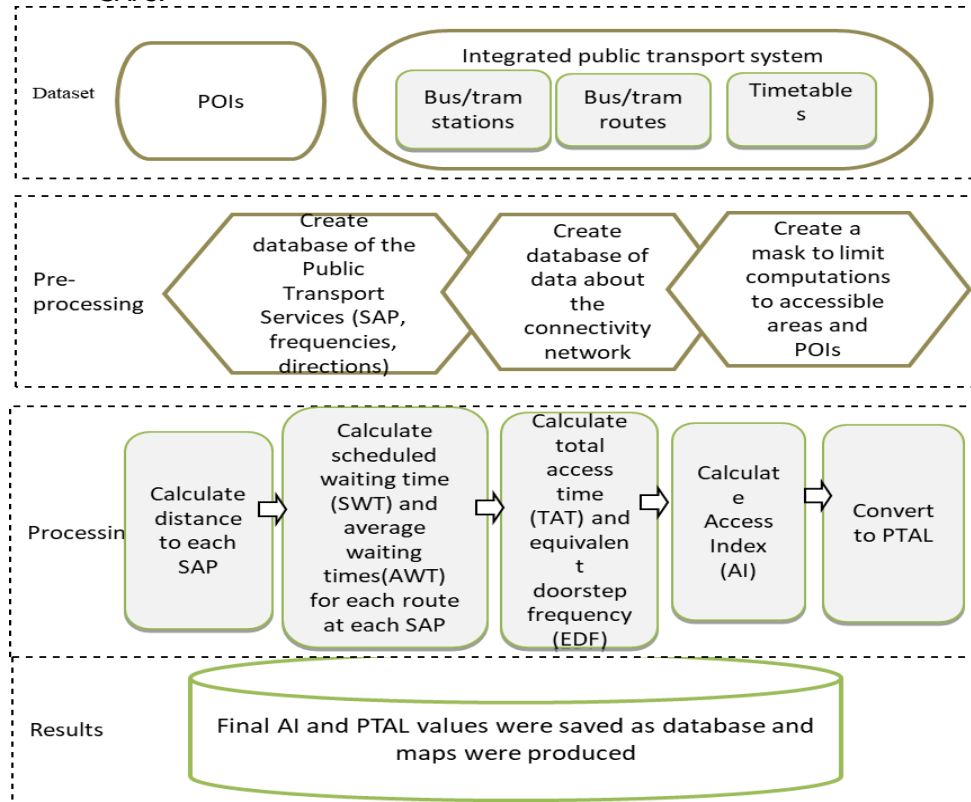 Dataset
POIs
Integrated public transport system
Bus/tram
stations
Bus/tram
routes
Timetable
s
Pre-
processing
Create
database of the
Public
Transport
Services (SAP,
frequencies,
directions)
Create
database of
data about
the
connectivity
network
Create a
mask to limit
computations
to accessible
areas and
POIs
Processin
Calculate
distance
to each
SAP
Calculate
scheduled
waiting time
(SWT) and
average
waiting
times(AWT)
for each route
at each SAP
Calculate
total
access
time
(TAT) and
equivalen
t
doorstep
frequency
(EDF)
Calculat
e
Access
Index
(AI)
Convert
to PTAL
Results
Final AI and PTAL values were saved as database and
maps were produced